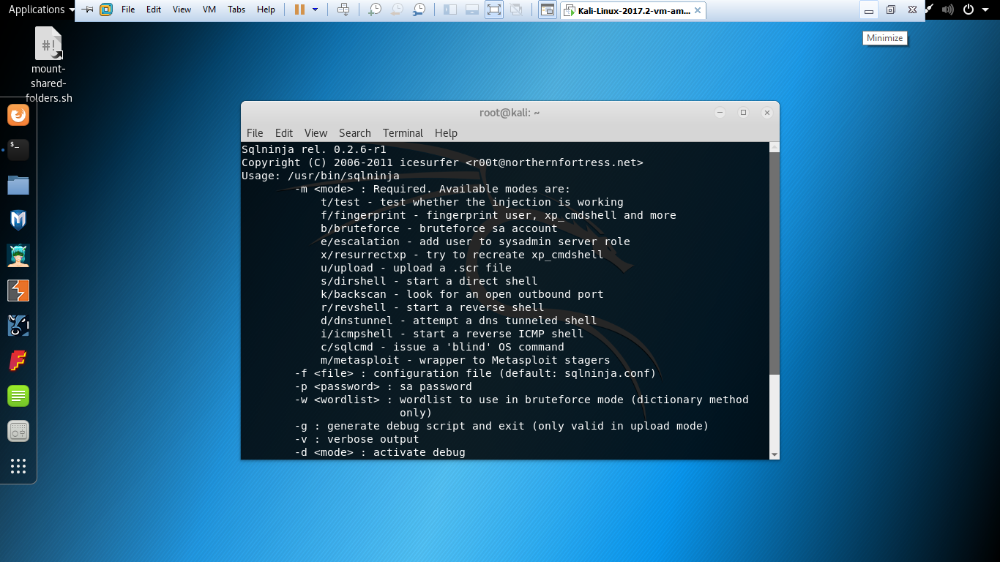 Applications
File Edit View VM Tabs Help
Kali-Linux-2017.2-vm-am...
Minimize
#!
mount-
shared-
folders.sh
$_
root@kali: ~
File Edit View Search Terminal Help
Sqlninja rel. 0.2.6-r1
Copyright (C) 2006-2011 icesurfer <r00t@northernfortress.net>
Usage: /usr/bin/sqlninja
-m <mode> : Required. Available modes are:
t/test - test whether the injection is working
f/fingerprint - fingerprint user, xp_cmdshell and more
b/bruteforce - bruteforce sa account
e/escalation - add user to sysadmin server role
x/resurrectxp - try to recreate xp_cmdshell
u/upload - upload a .scr file
s/dirshell - start a direct shell
k/backscan - look for an open outbound port
r/revshell - start a reverse shell
d/dnstunnel - attempt a dns tunneled shell
i/icmpshell - start a reverse ICMP shell
c/sqlcmd - issue a 'blind' OS command
m/metasploit - wrapper to Metasploit stagers
-f <file> : configuration file (default: sqlninja.conf)
-p <password> : sa password
-w <wordlist> : wordlist to use in bruteforce mode (dictionary method
only)
-g : generate debug script and exit (only valid in upload mode)
-v : verbose output
-d <mode> : activate debug